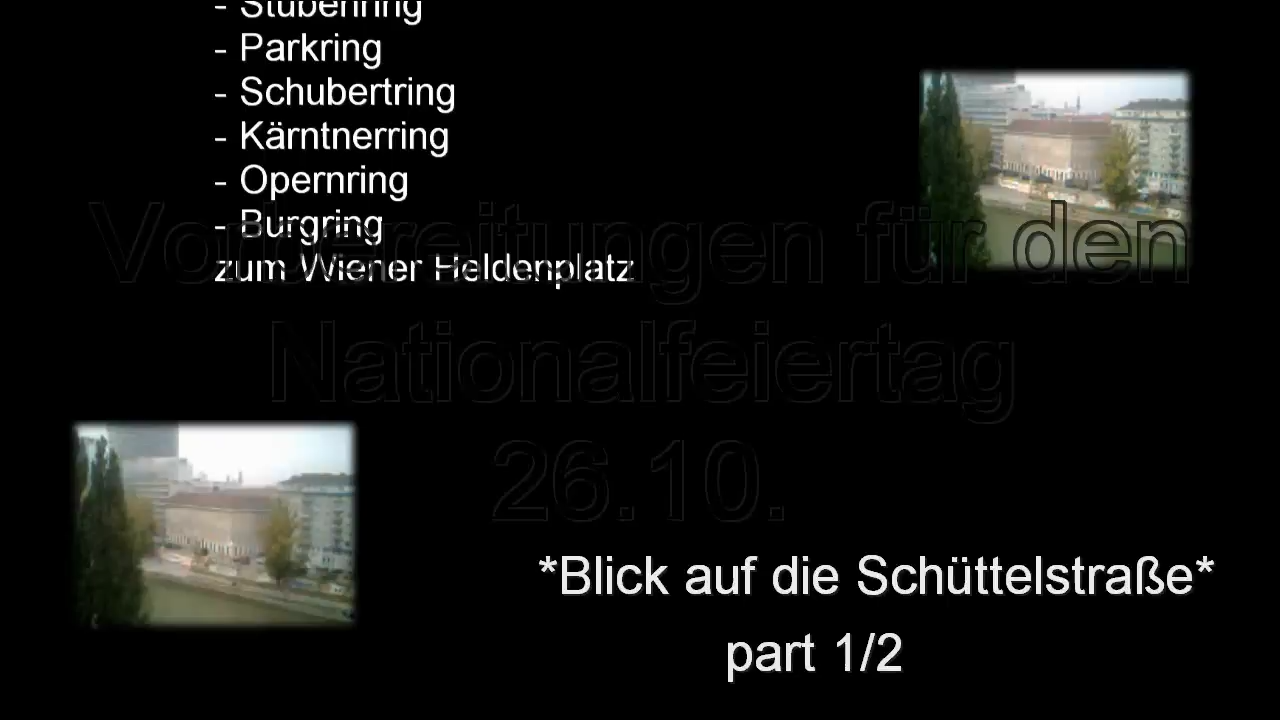 - Stubenring
- Parkring
- Schubertring
- Kärntnerring
- Opernring
- Burgring
zum Wiener Heldenplatz
Vorbereitungen für den
Nationalfeiertag
26.10.
*Blick auf die Schüttelstraße*
part 1/2